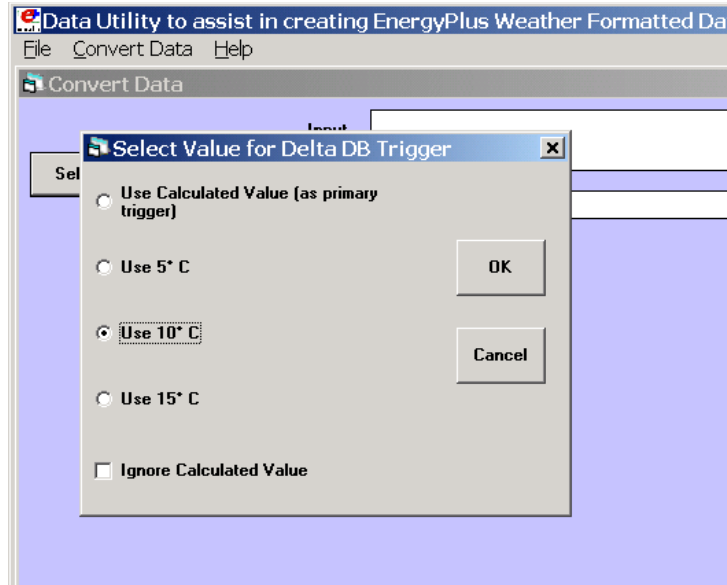 Data Utility to assist in creating EnergyPlus Weather Formatted Da
File Convert Data Help
Convert Data
Input
Select Value for Delta DB Trigger
Sel
Use Calculated Value (as primary
trigger)
Use 5° C
OK
Use 10° C
Cancel
Use 15° C
Ignore Calculated Value